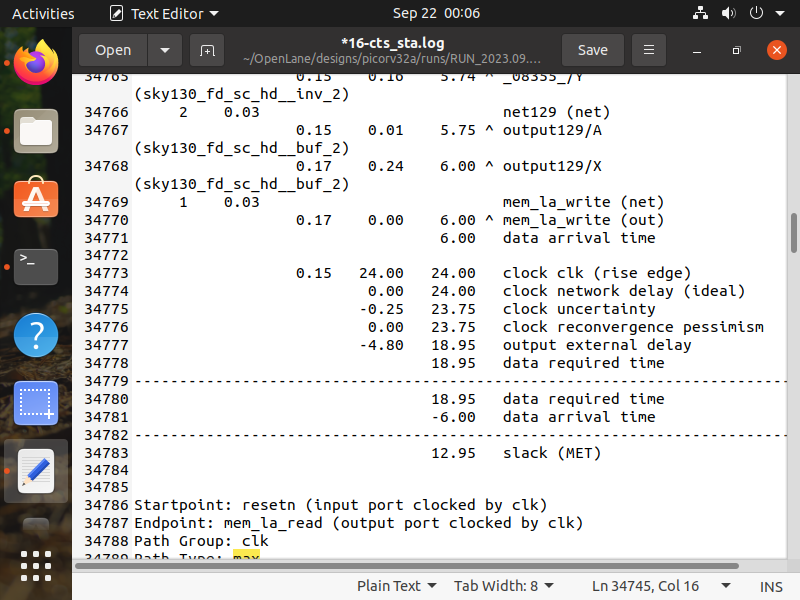 Activities Text Editor Sep 22 00:06
Open *16-cts_sta.log Save
~/OpenLane/designs/picorv32a/runs/RUN_2023.09....
34765 0.15 0.16 5.74 ^ _08355_/Y
(sky130_fd_sc_hd__inv_2)
34766 2 0.03 net129 (net)
34767 0.15 0.01 5.75 ^ output129/A
(sky130_fd_sc_hd__buf_2)
34768 0.17 0.24 6.00 ^ output129/X
(sky130_fd_sc_hd__buf_2)
34769 1 0.03 mem_la_write (net)
34770 0.17 0.00 6.00 ^ mem_la_write (out)
34771 6.00 data arrival time
34772
34773 0.15 24.00 24.00 clock clk (rise edge)
34774 0.00 24.00 clock network delay (ideal)
34775 -0.25 23.75 clock uncertainty
34776 0.00 23.75 clock reconvergence pessimism
34777 -4.80 18.95 output external delay
34778 18.95 data required time
34779 -------------------------------------------------------------------------
34780 18.95 data required time
34781 -6.00 data arrival time
34782 -------------------------------------------------------------------------
34783 12.95 slack (MET)
34784
34785
34786 Startpoint: resetn (input port clocked by clk)
34787 Endpoint: mem_la_read (output port clocked by clk)
34788 Path Group: clk
34789 Path Type: max
Plain Text Tab Width: 8 Ln 34745, Col 16 INS